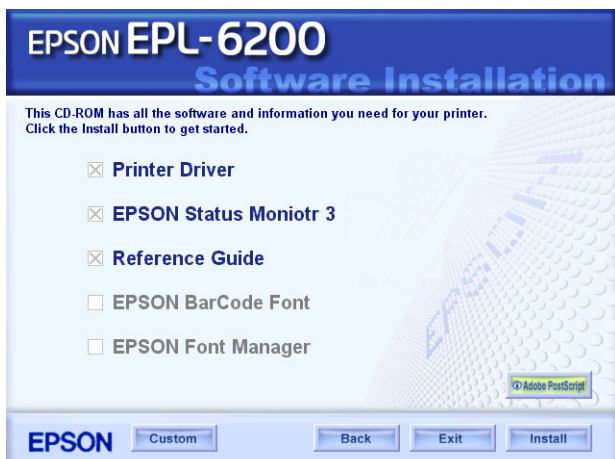 EPSON EPL-6200
Software Installation
This CD-ROM has all the software and information you need for your printer.
Click the Install button to get started.
Printer Driver
EPSON Status Moniotr 3
Reference Guide
EPSON BarCode Font
EPSON Font Manager
EPSON
Adobe PostScript
EPSON Custom Back Exit Install